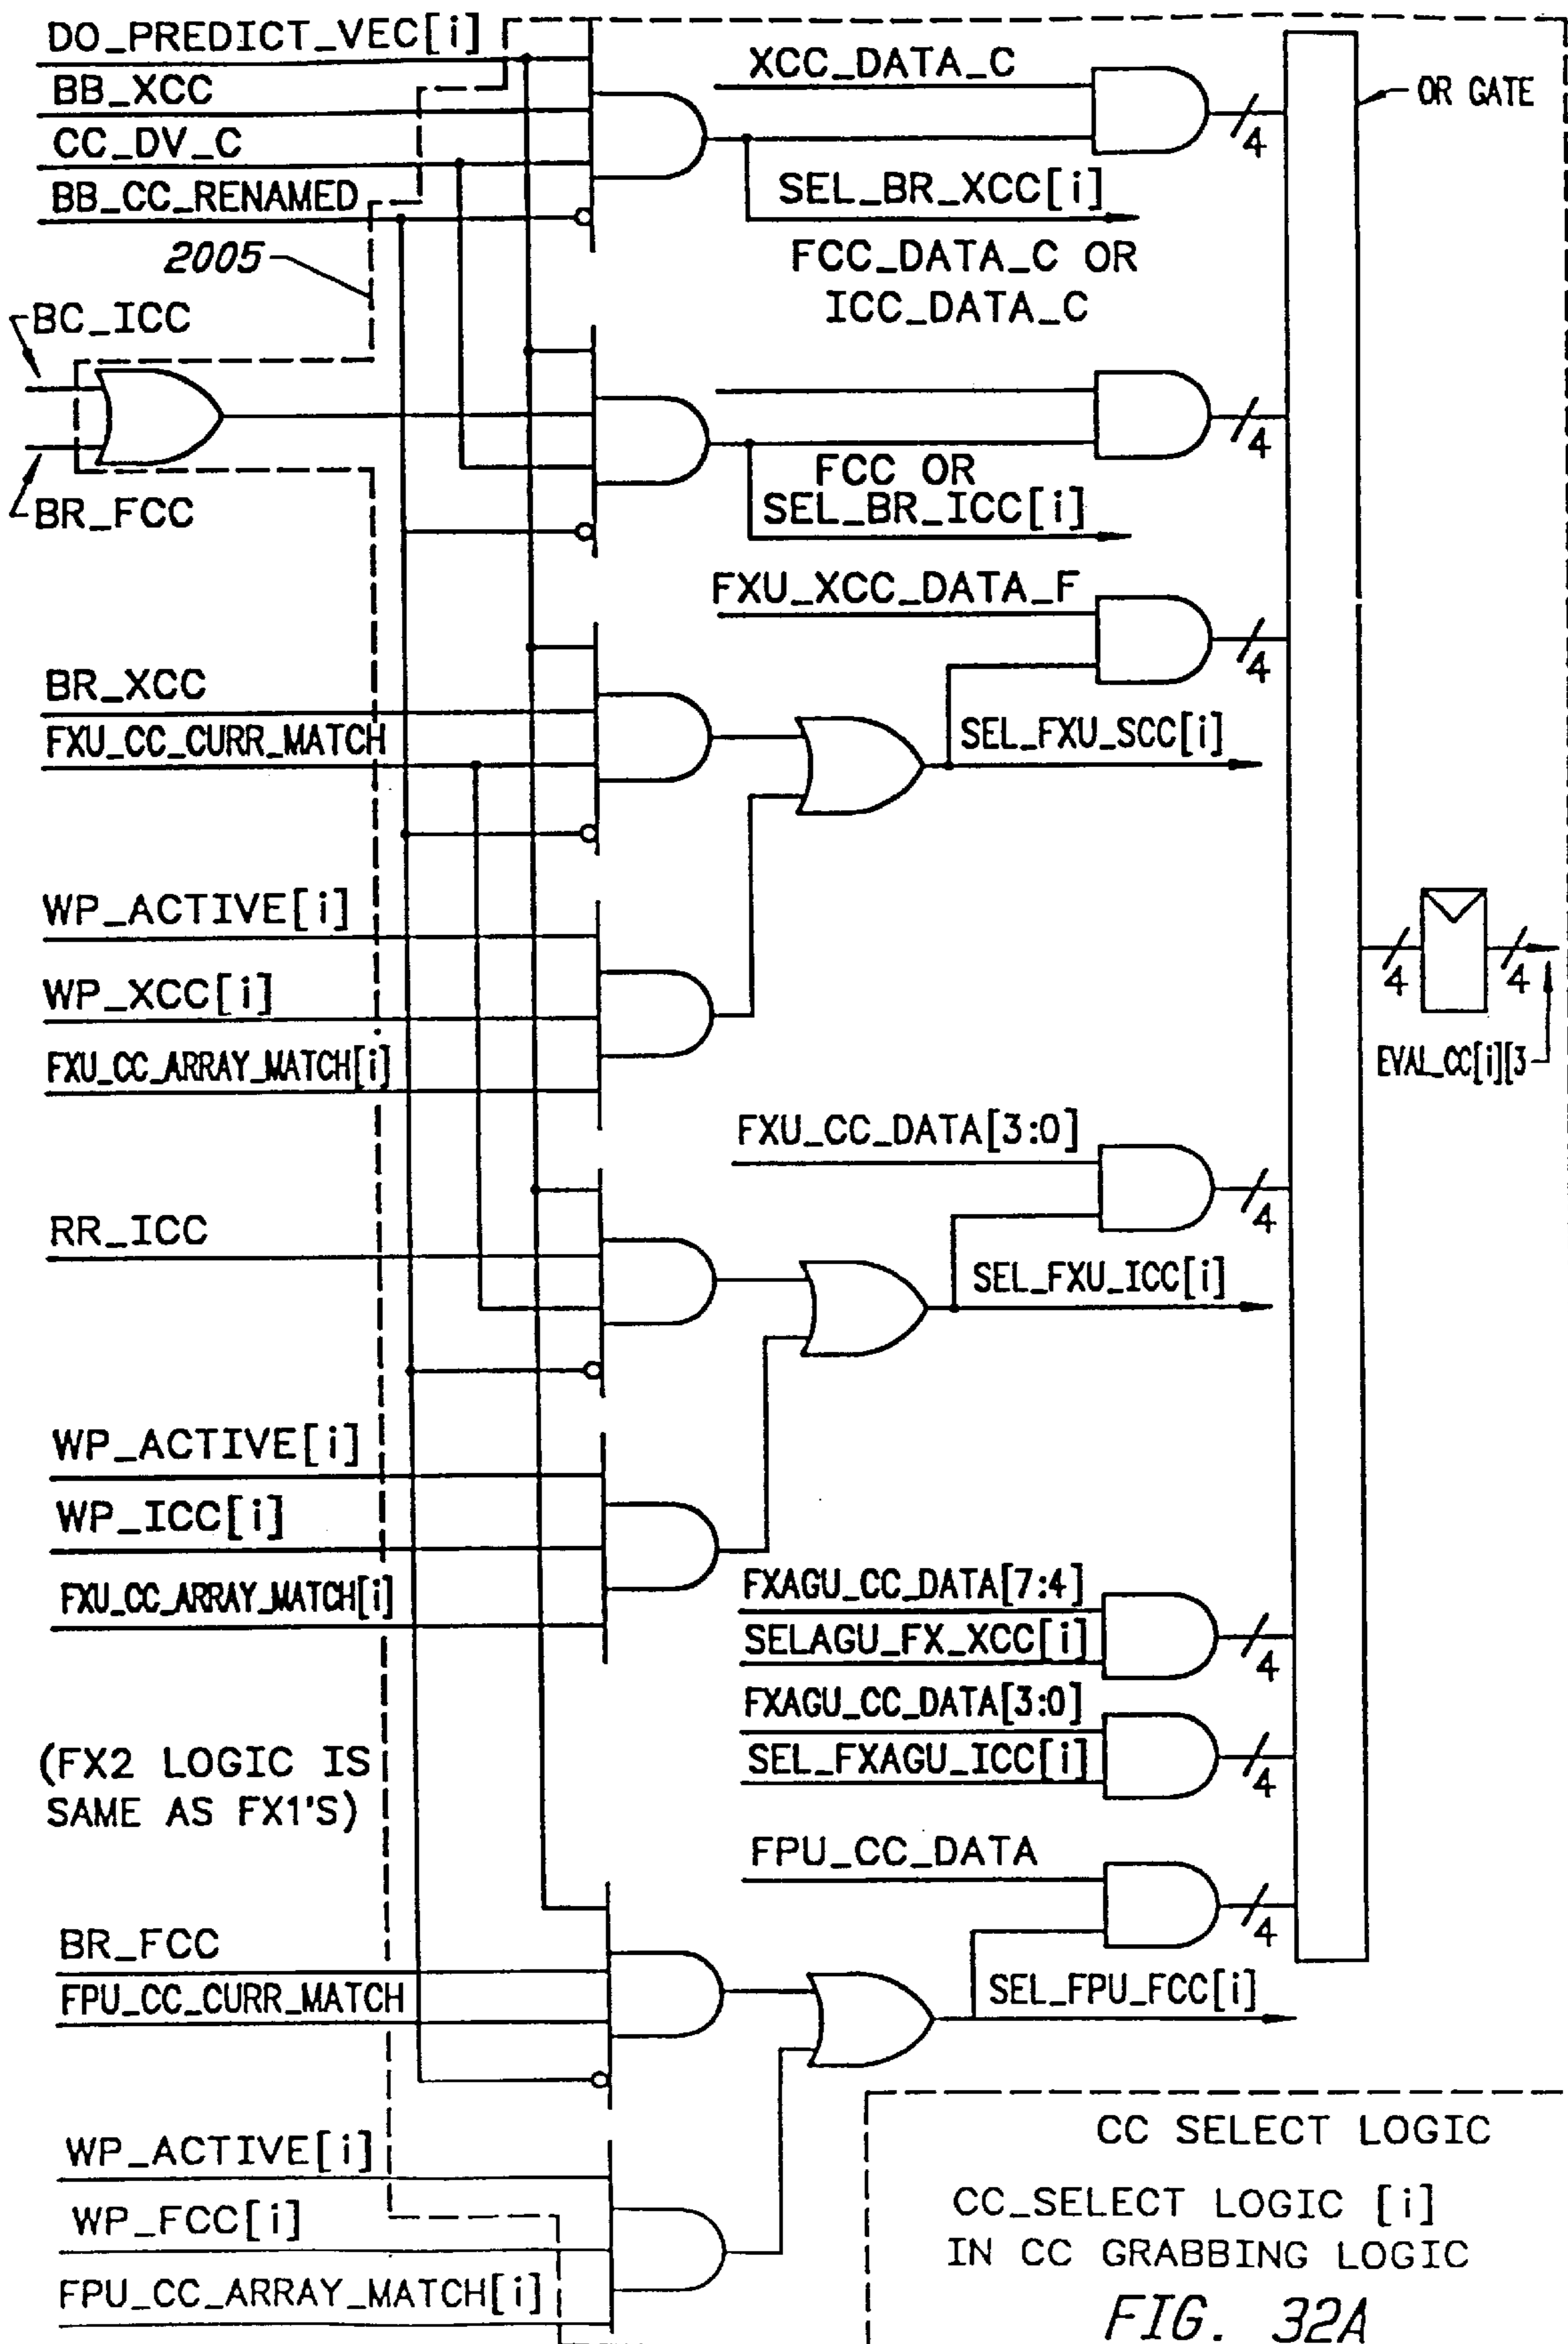 DO_PREDICT_VEC[i]
BB_XCC
CC_DV_C
BB_CC_RENAMED
2005
BC_ICC
BR_FCC
XCC_DATA_C
4
OR GATE
SEL_BR_XCC[i]
FCC_DATA_C OR
ICC_DATA_C
4
FCC OR
SEL_BR_ICC[i]
FXU_XCC_DATA_F
4
BR_XCC
FXU_CC_CURR_MATCH
SEL_FXU_SCC[i]
WP_ACTIVE[i]
WP_XCC[i]
FXU_CC_ARRAY_MATCH[i]
4
4
EVAL_CC[i][3
FXU_CC_DATA[3:0]
4
RR_ICC
SEL_FXU_ICC[i]
WP_ACTIVE[i]
WP_ICC[i]
FXU_CC_ARRAY_MATCH[i]
FXAGU_CC_DATA[7:4]
SELAGU_FX_XCC[i]
4
FXAGU_CC_DATA[3:0]
SEL_FXAGU_ICC[i]
4
(FX2 LOGIC IS
SAME AS FX1'S)
FPU_CC_DATA
4
BR_FCC
FPU_CC_CURR_MATCH
SEL_FPU_FCC[i]
WP_ACTIVE[i]
WP_FCC[i]
FPU_CC_ARRAY_MATCH[i]
CC SELECT LOGIC
CC_SELECT LOGIC [i]
IN CC GRABBING LOGIC
FIG. 32A